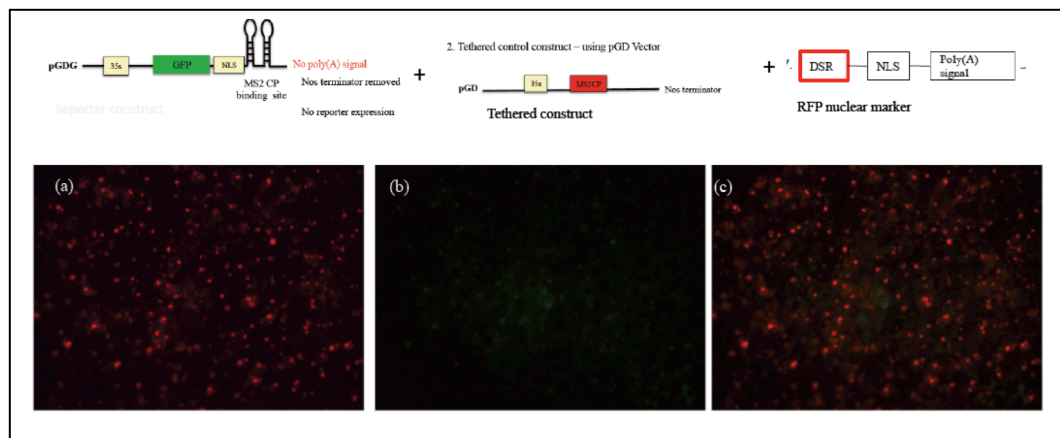 pGDG
35s
GFP
NLS
No poly(A) signal
MS2 CP
binding site
Nos terminator removed
No reporter expression
Reporter construct
+
2. Tethered control construct – using pGD Vector
pGD
35s
MS2CP
Nos terminator
Tethered construct
+
DSR
NLS
Poly(A)
signal
RFP nuclear marker
(a)
(b)
(c)